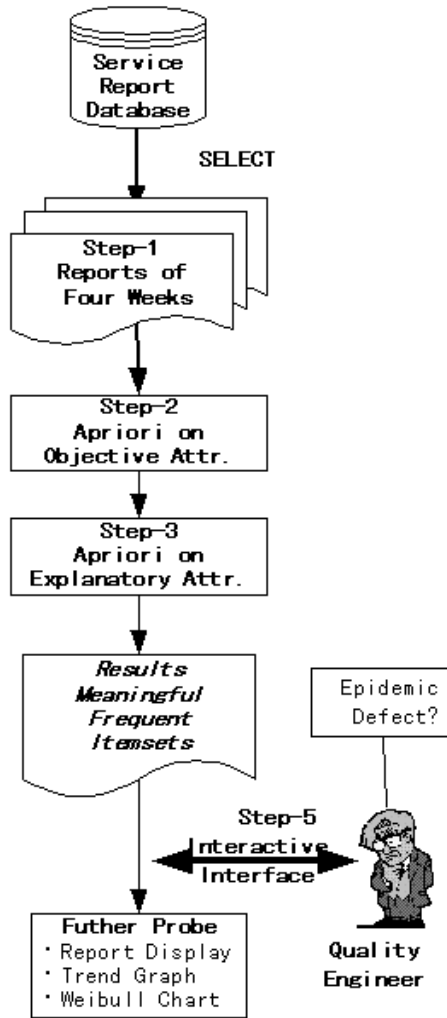 Service
Report
Database
SELECT
Step-1
Reports of
Four Weeks
Step-2
Apriori on
Objective Attr.
Step-3
Apriori on
Explanatory Attr.
Results
Meaningful
Frequent
Itemsets
Epidemic
Defect?
Step-5
Interactive
Interface
Quality
Engineer
Futher Probe
・Report Display
・Trend Graph
・Weibull Chart